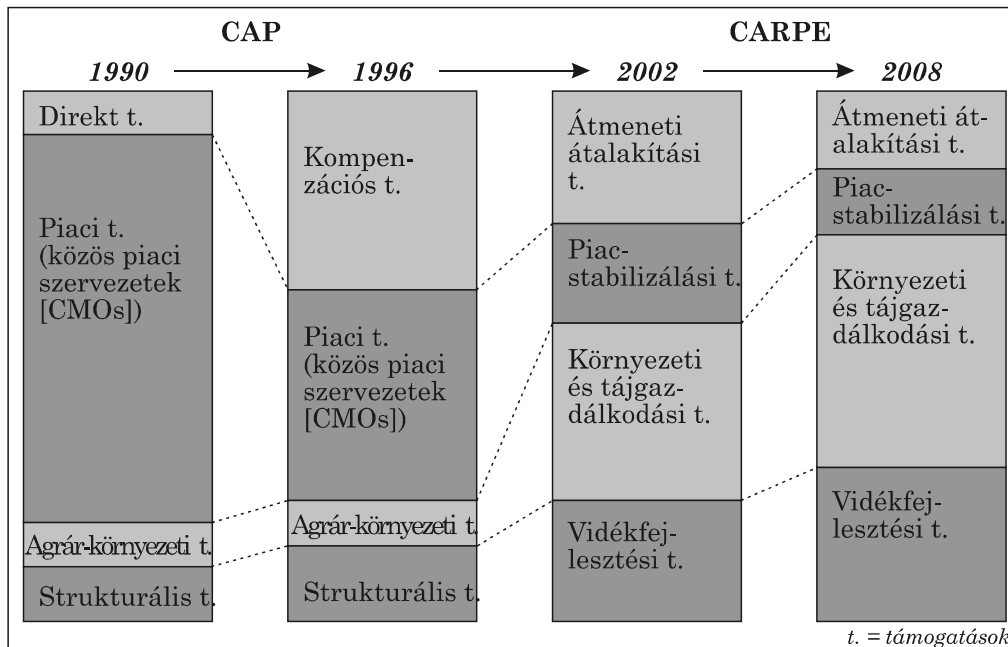 CAP
CARPE
1990
1996
2002
2008
Direkt t.
Piaci t.
(közös piaci
szervezetek
[CMOs])
Agrár-környezeti t.
Strukturális t.
Kompen-
zációs t.
Piaci t.
(közös piaci
szervezetek
[CMOs])
Agrár-környezeti t.
Strukturális t.
Átmeneti
átalakítási
t.
Piac-
stabilizálási t.
Környezeti
és tájgaz-
dálkodási t.
Vidékfej-
lesztési t.
Átmeneti át-
alakítási t.
Piac-
stabilizálási t.
Környezeti
és tájgaz-
dálkodási t.
Vidékfej-
lesztési t.
t. = támogatások